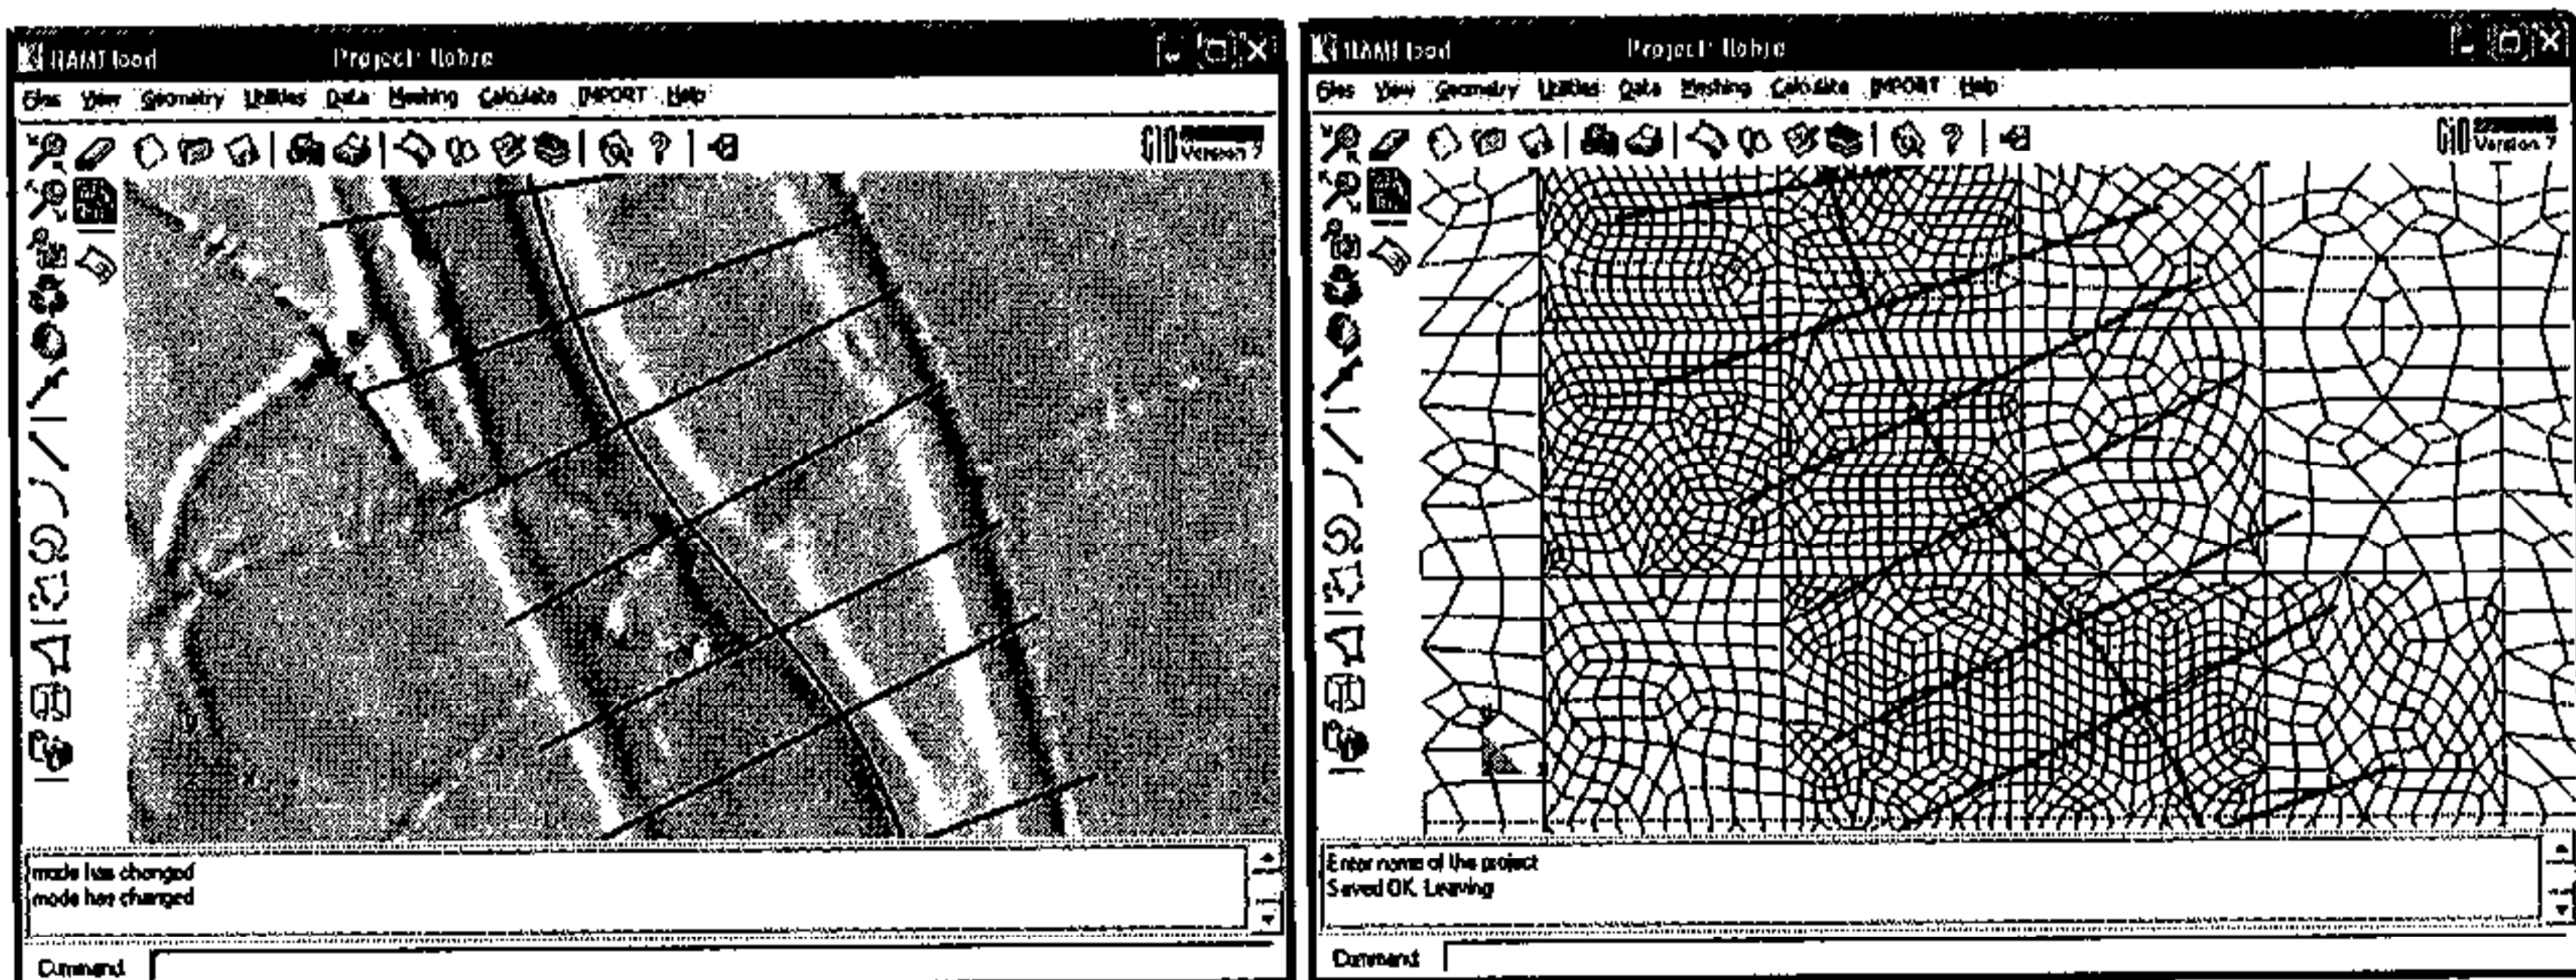 Project: Llobre
Files View Geometry Utilities Data Meshing Calculate IMPORT Help
Version 7
mode has changed
mode has changed
Command
Project: Llobre
Files View Geometry Utilities Data Meshing Calculate IMPORT Help
Version 7
Enter name of the project
Saved OK. Leaving
Command